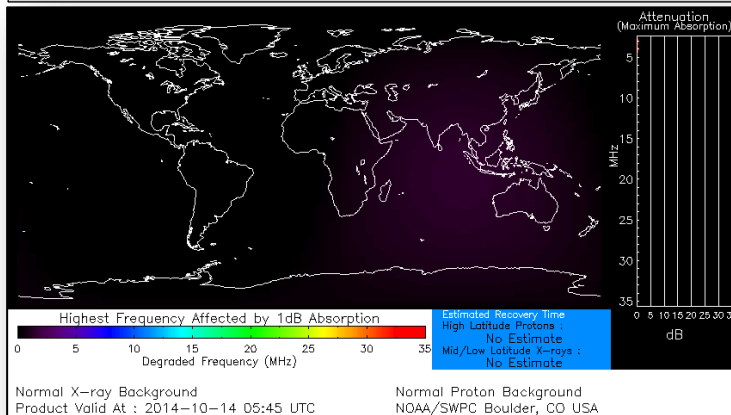 Attenuation
(Maximum Absorption)
5
10
15
20
25
30
35
MHz
0 5 10 15 20 25 30 3
dB
Highest Frequency Affected by 1dB Absorption
0 5 10 15 20 25 30 35
Degraded Frequency (MHz)
Estimated Recovery Time
High Latitude Protons :
No Estimate
Mid/Low Latitude X-rays :
No Estimate
Normal X-ray Background
Normal Proton Background
Product Valid At : 2014-10-14 05:45 UTC
NOAA/SWPC Boulder, CO USA